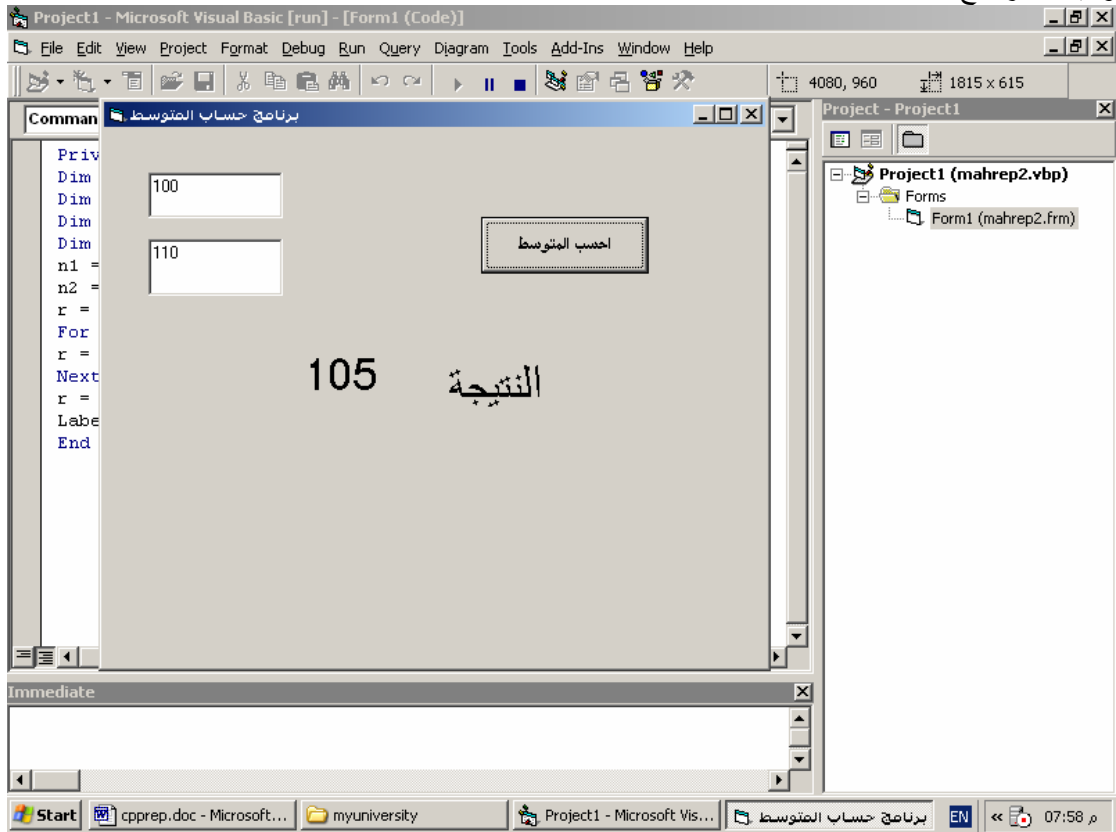 Project1 - Microsoft Visual Basic [run] - [Form1 (Code)]
File Edit View Project Format Debug Run Query Diagram Tools Add-Ins Window Help
4080, 960 1815 x 615
Comman
برنامج حساب المتوسط
Project - Project1
Priv
Dim
Dim
Dim
Dim
n1 =
n2 =
r =
For
r =
Next
r =
Labe
End
100
110
احسب المتوسط
105
النتيجة
Project1 (mahrep2.vbp)
Forms
Form1 (mahrep2.frm)
Immediate
Start cpprep.doc - Microsoft... myuniversity Project1 - Microsoft Vis... برنامج حساب المتوسط EN « 07:58 م